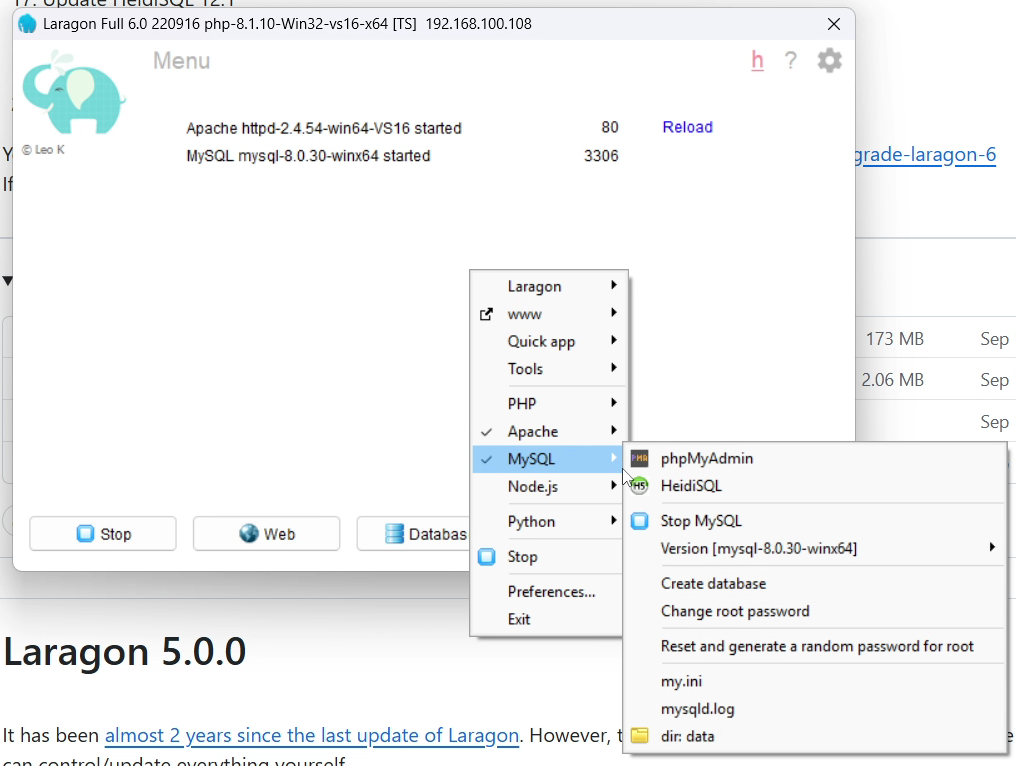 17. Update HeidiSQL 12.1
Laragon Full 6.0 220916 php-8.1.10-Win32-vs16-x64 [TS] 192.168.100.108
Menu
h ?
© Leo K
Apache httpd-2.4.54-win64-VS16 started 80 Reload
MySQL mysql-8.0.30-winx64 started 3306
Y
grade-laragon-6
If
Laragon
www
Quick app
Tools
PHP
Apache
MySQL
Node.js
Python
Stop
Preferences...
Exit
173 MB Sep
2.06 MB Sep
Sep
PMA phpMyAdmin
HS HeidiSQL
Stop MySQL
Version [mysql-8.0.30-winx64]
Create database
Change root password
Reset and generate a random password for root
my.ini
mysqld.log
dir: data
Stop Web Databas
Laragon 5.0.0
It has been almost 2 years since the last update of Laragon. However, t
can control/update everything yourself